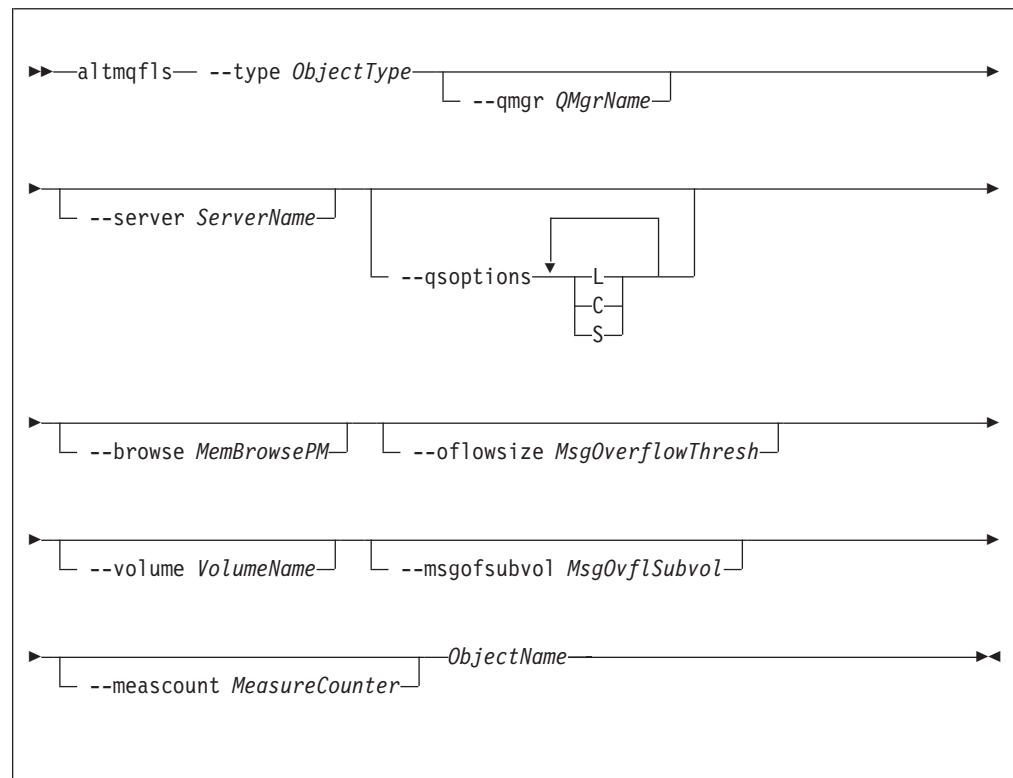 altmqfls --type ObjectType
--qmgr QMgrName
--server ServerName
--qsoptions L
C
S
--browse MemBrowsePM --oflowsize MsgOverflowThresh
--volume VolumeName --msgofsubvol MsgOvflSubvol
ObjectName
--meascount MeasureCounter